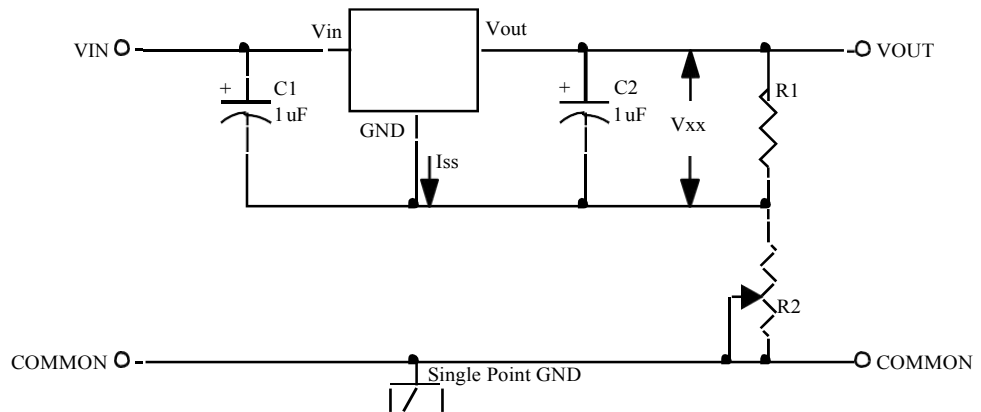 Vin
Vout
VIN
VOUT
+
C1
1uF
+
C2
1uF
R1
Vxx
GND
Iss
R2
COMMON
COMMON
Single Point GND